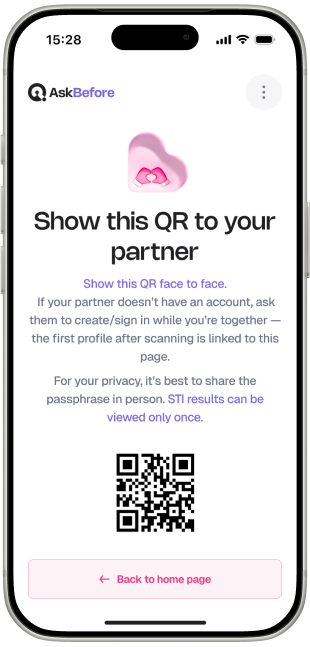 15:28
AskBefore
Show this QR to your
partner
Show this QR face to face.
If your partner doesn't have an account, ask
them to create/sign in while you're together —
the first profile after scanning is linked to this
page.
For your privacy, it's best to share the
passphrase in person. STI results can be
viewed only once.
Back to home page